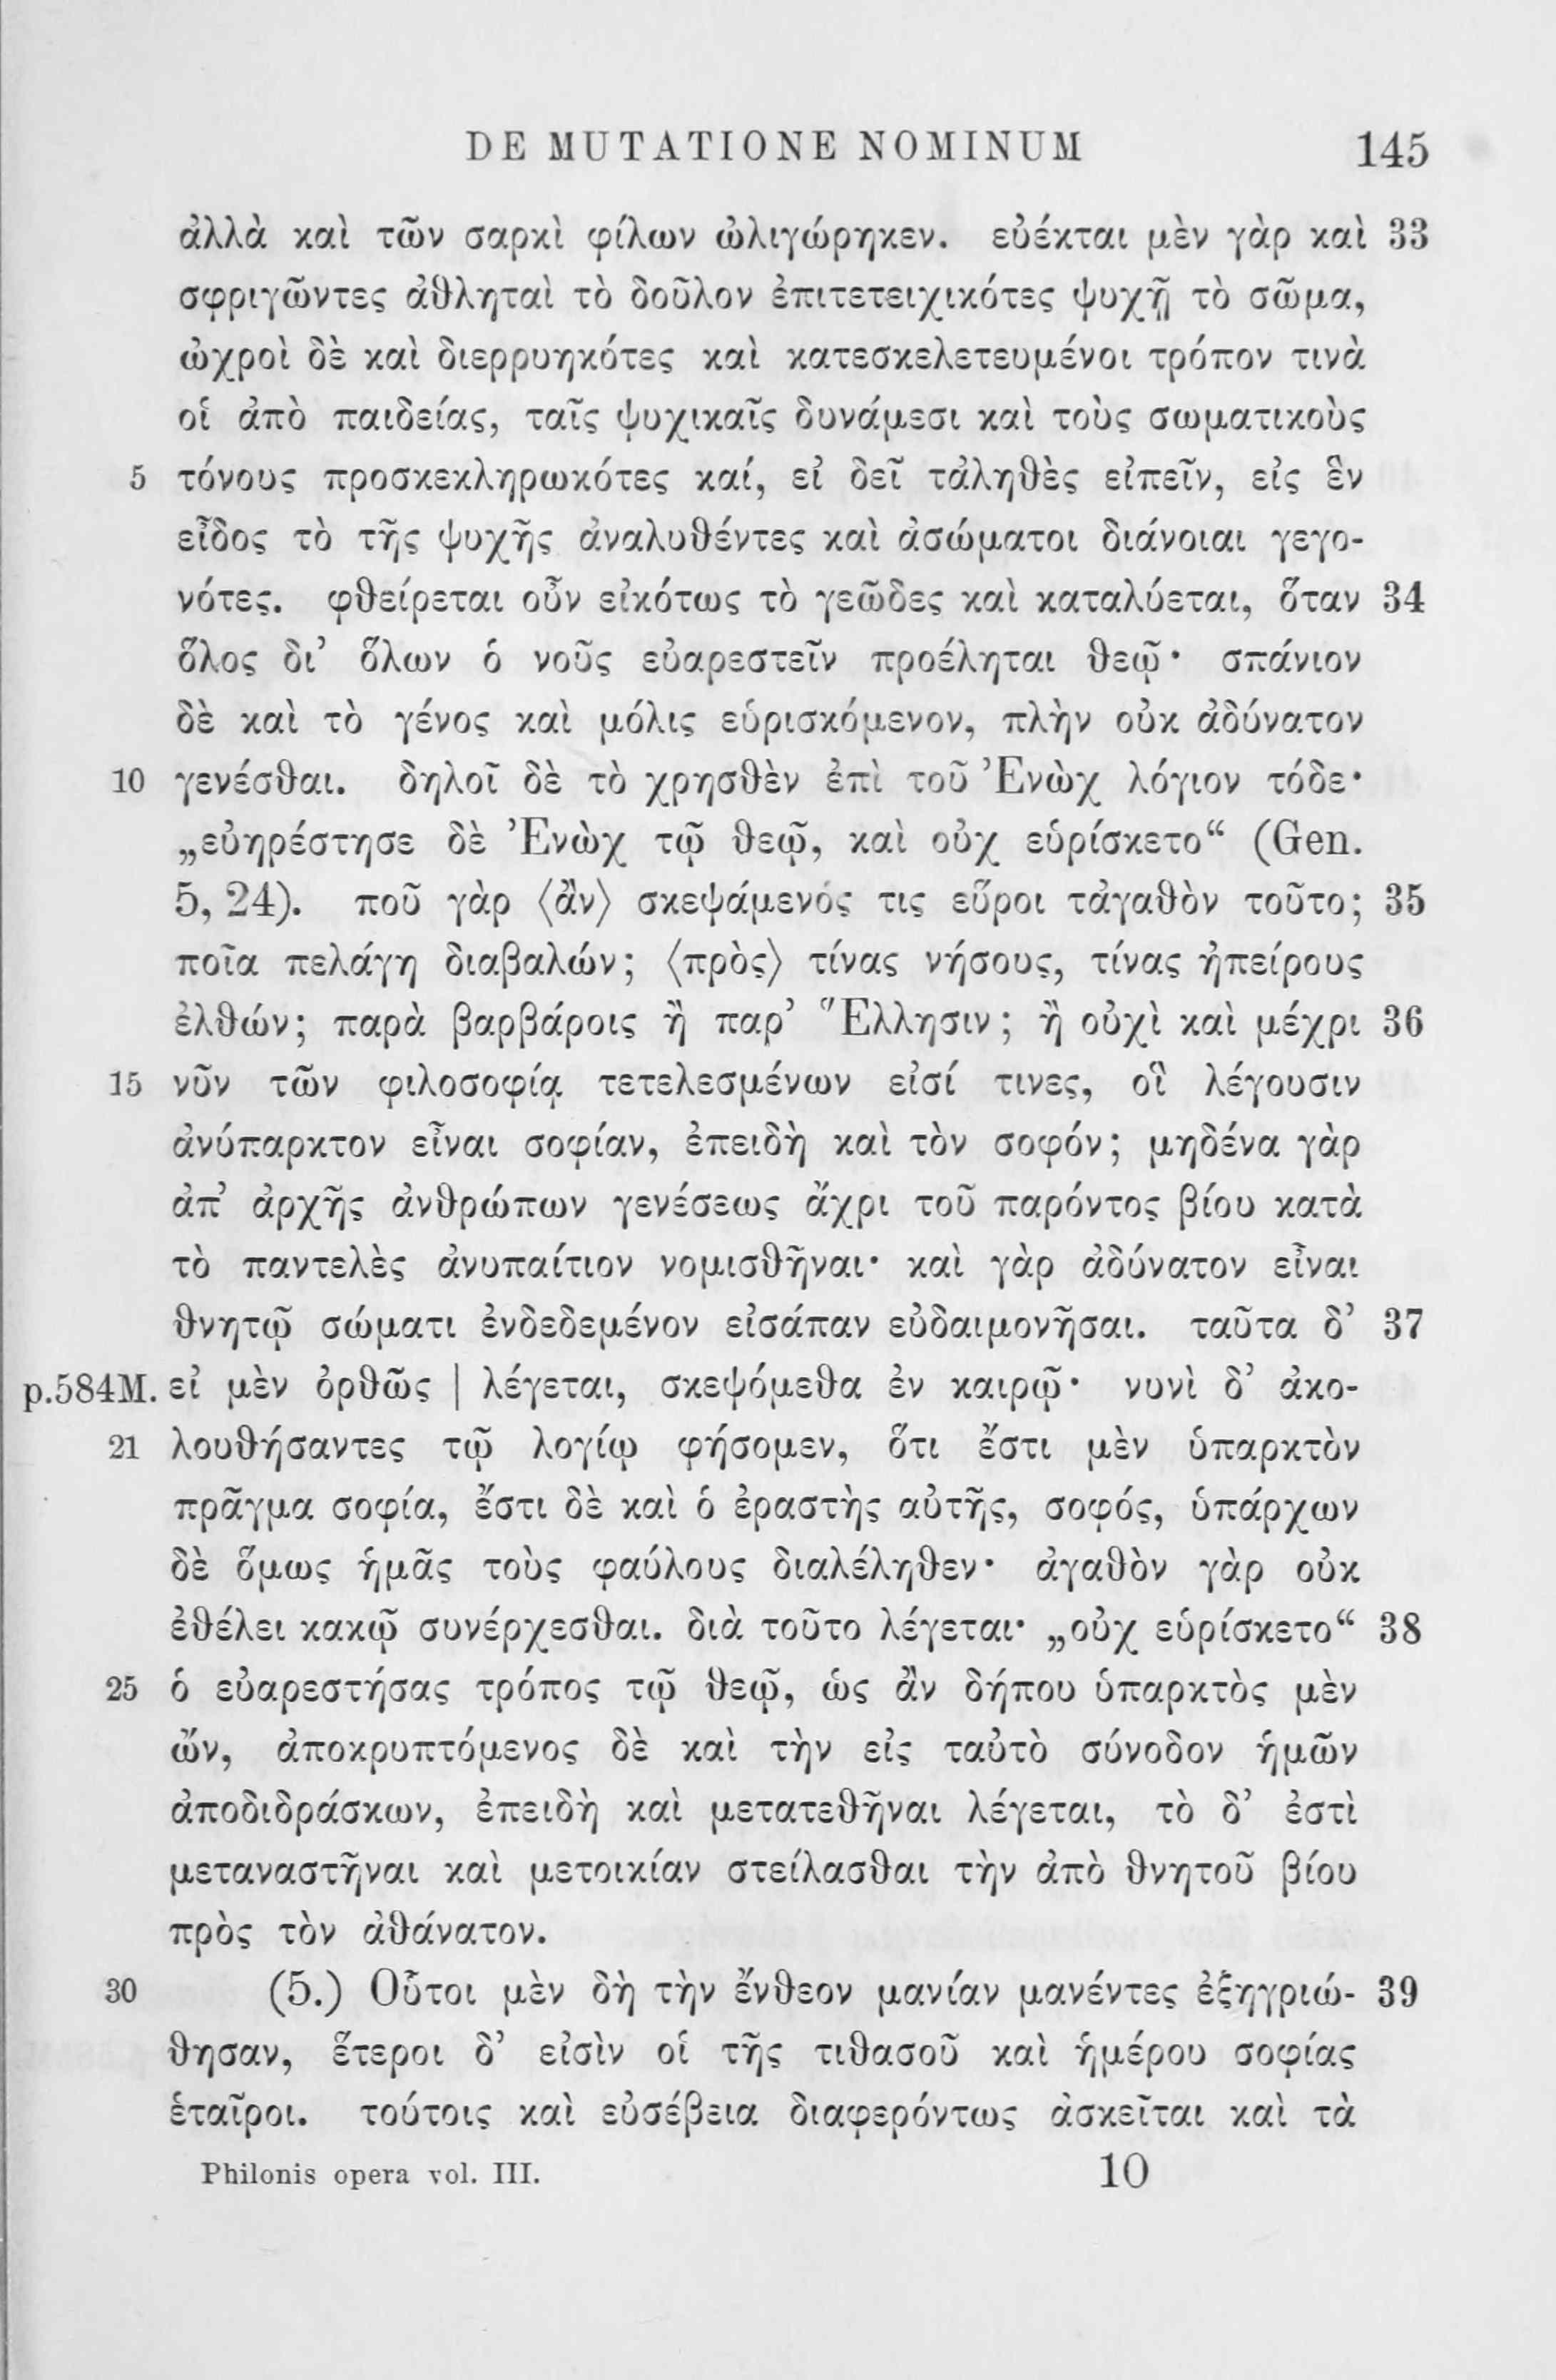 DE MUTATIONE NOMINUM 145
ἀλλὰ καὶ τῶν σαρκὶ φίλων ὠλιγώρηκεν. εὐέκται μὲν γὰρ καὶ 33
σφριγῶντες ἀθληταὶ τὸ δοῦλον ἐπιτετειχικότες ψυχῇ τὸ σῶμα,
ὠχροὶ δὲ καὶ διερρυηκότες καὶ κατεσκελετευμένοι τρόπον τινὰ
οἱ ἀπὸ παιδείας, ταῖς ψυχικαῖς δυνάμεσι καὶ τοὺς σωματικοὺς
5 τόνους προσκεκληρωκότες καί, εἰ δεῖ τἀληθὲς εἰπεῖν, εἰς ἓν
εἶδος τὸ τῆς ψυχῆς ἀναλυθέντες καὶ ἀσώματοι διάνοιαι γεγο-
νότες. φθείρεται οὖν εἰκότως τὸ γεῶδες καὶ καταλύεται, ὅταν 34
ὅλος δι’ ὅλων ὁ νοῦς εὐαρεστεῖν προέληται θεῷ· σπάνιον
δὲ καὶ τὸ γένος καὶ μόλις εὑρισκόμενον, πλὴν οὐκ ἀδύνατον
10 γενέσθαι. δηλοῖ δὲ τὸ χρησθὲν ἐπὶ τοῦ Ἐνὼχ λόγιον τόδε·
„εὐηρέστησε δὲ Ἐνὼχ τῷ θεῷ, καὶ οὐχ εὑρίσκετο“ (Gen.
5, 24). ποῦ γὰρ ⟨ἂν⟩ σκεψάμενός τις εὕροι τἀγαθὸν τοῦτο; 35
ποῖα πελάγη διαβαλών; ⟨πρὸς⟩ τίνας νήσους, τίνας ἠπείρους
ἐλθών; παρὰ βαρβάροις ἢ παρ’ Ἕλλησιν; ἢ οὐχὶ καὶ μέχρι 36
15 νῦν τῶν φιλοσοφίᾳ τετελεσμένων εἰσί τινες, οἳ λέγουσιν
ἀνύπαρκτον εἶναι σοφίαν, ἐπειδὴ καὶ τὸν σοφόν; μηδένα γὰρ
ἀπ’ ἀρχῆς ἀνθρώπων γενέσεως ἄχρι τοῦ παρόντος βίου κατὰ
τὸ παντελὲς ἀνυπαίτιον νομισθῆναι· καὶ γὰρ ἀδύνατον εἶναι
θνητῷ σώματι ἐνδεδεμένον εἰσάπαν εὐδαιμονῆσαι. ταῦτα δ’ 37
p.584M. εἰ μὲν ὀρθῶς | λέγεται, σκεψόμεθα ἐν καιρῷ· νυνὶ δ’ ἀκο-
21 λουθήσαντες τῷ λογίῳ φήσομεν, ὅτι ἔστι μὲν ὑπαρκτὸν
πρᾶγμα σοφία, ἔστι δὲ καὶ ὁ ἐραστὴς αὐτῆς, σοφός, ὑπάρχων
δὲ ὅμως ἡμᾶς τοὺς φαύλους διαλέληθεν· ἀγαθὸν γὰρ οὐκ
ἐθέλει κακῷ συνέρχεσθαι. διὰ τοῦτο λέγεται· „οὐχ εὑρίσκετο“ 38
25 ὁ εὐαρεστήσας τρόπος τῷ θεῷ, ὡς ἂν δήπου ὑπαρκτὸς μὲν
ὤν, ἀποκρυπτόμενος δὲ καὶ τὴν εἰς ταὐτὸ σύνοδον ἡμῶν
ἀποδιδράσκων, ἐπειδὴ καὶ μετατεθῆναι λέγεται, τὸ δ’ ἐστὶ
μεταναστῆναι καὶ μετοικίαν στείλασθαι τὴν ἀπὸ θνητοῦ βίου
πρὸς τὸν ἀθάνατον.
30 (5.) Οὗτοι μὲν δὴ τὴν ἔνθεον μανίαν μανέντες ἐξηγριώ- 39
θησαν, ἕτεροι δ’ εἰσὶν οἱ τῆς τιθασοῦ καὶ ἡμέρου σοφίας
ἑταῖροι. τούτοις καὶ εὐσέβεια διαφερόντως ἀσκεῖται καὶ τὰ
Philonis opera vol. III. 10